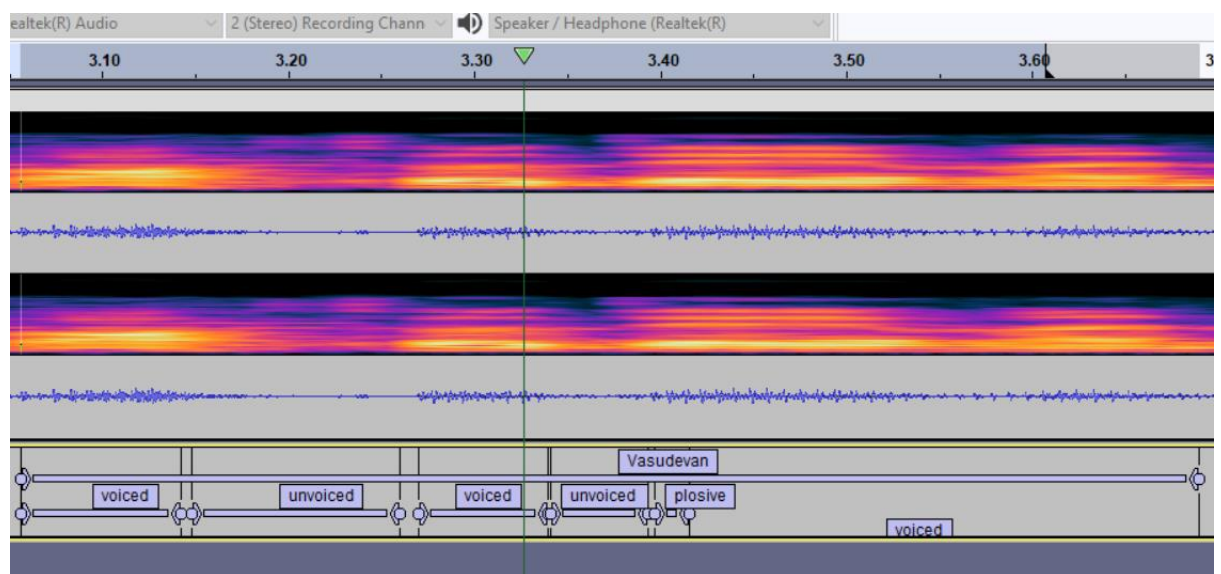 ealtek(R) Audio 2 (Stereo) Recording Chann Speaker / Headphone (Realtek(R)
3.10 3.20 3.30 3.40 3.50 3.60 3
Vasudevan
voiced unvoiced voiced unvoiced plosive
voiced